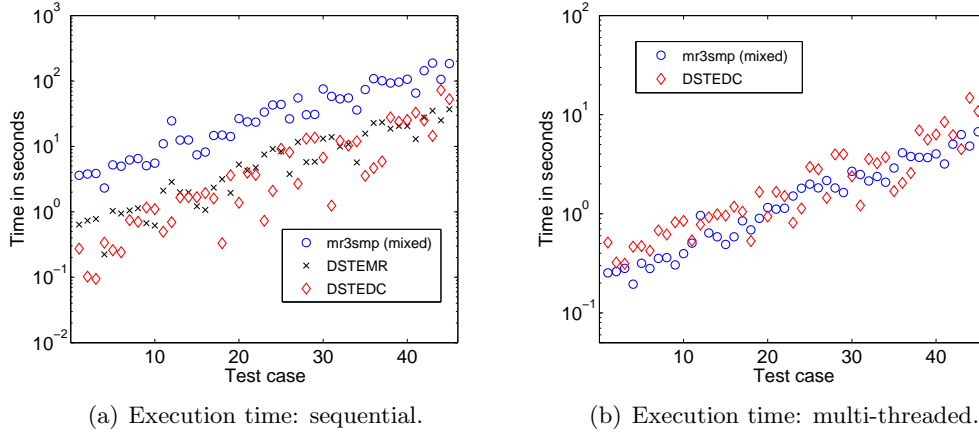 10^3
10^2
10^1
10^0
10^-1
10^-2
Time in seconds
10 20 30 40
Test case
mr3smp (mixed)
DSTEMR
DSTEDC
(a) Execution time: sequential.
10^2
10^1
10^0
10^-1
Time in seconds
10 20 30 40
Test case
mr3smp (mixed)
DSTEDC
(b) Execution time: multi-threaded.